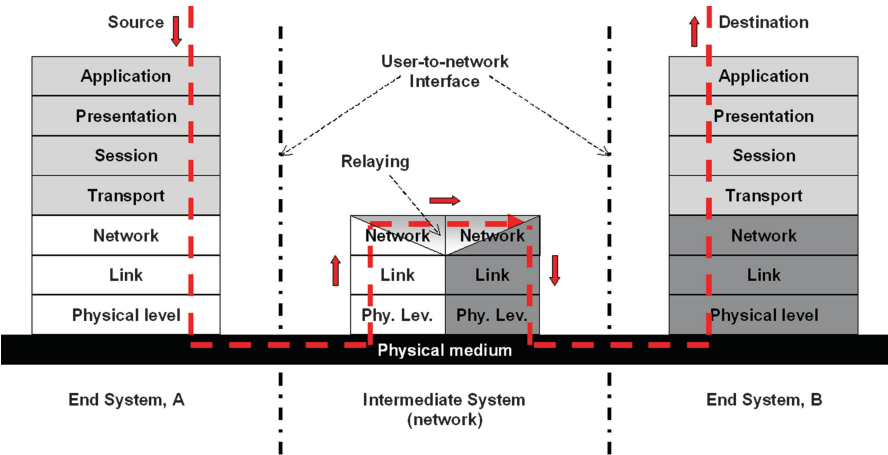 Source
Destination
User-to-network
Interface
Application
Presentation
Session
Transport
Network
Link
Physical level
Relaying
Network
Network
Link
Link
Phy. Lev.
Phy. Lev.
Application
Presentation
Session
Transport
Network
Link
Physical level
Physical medium
End System, A
Intermediate System
(network)
End System, B